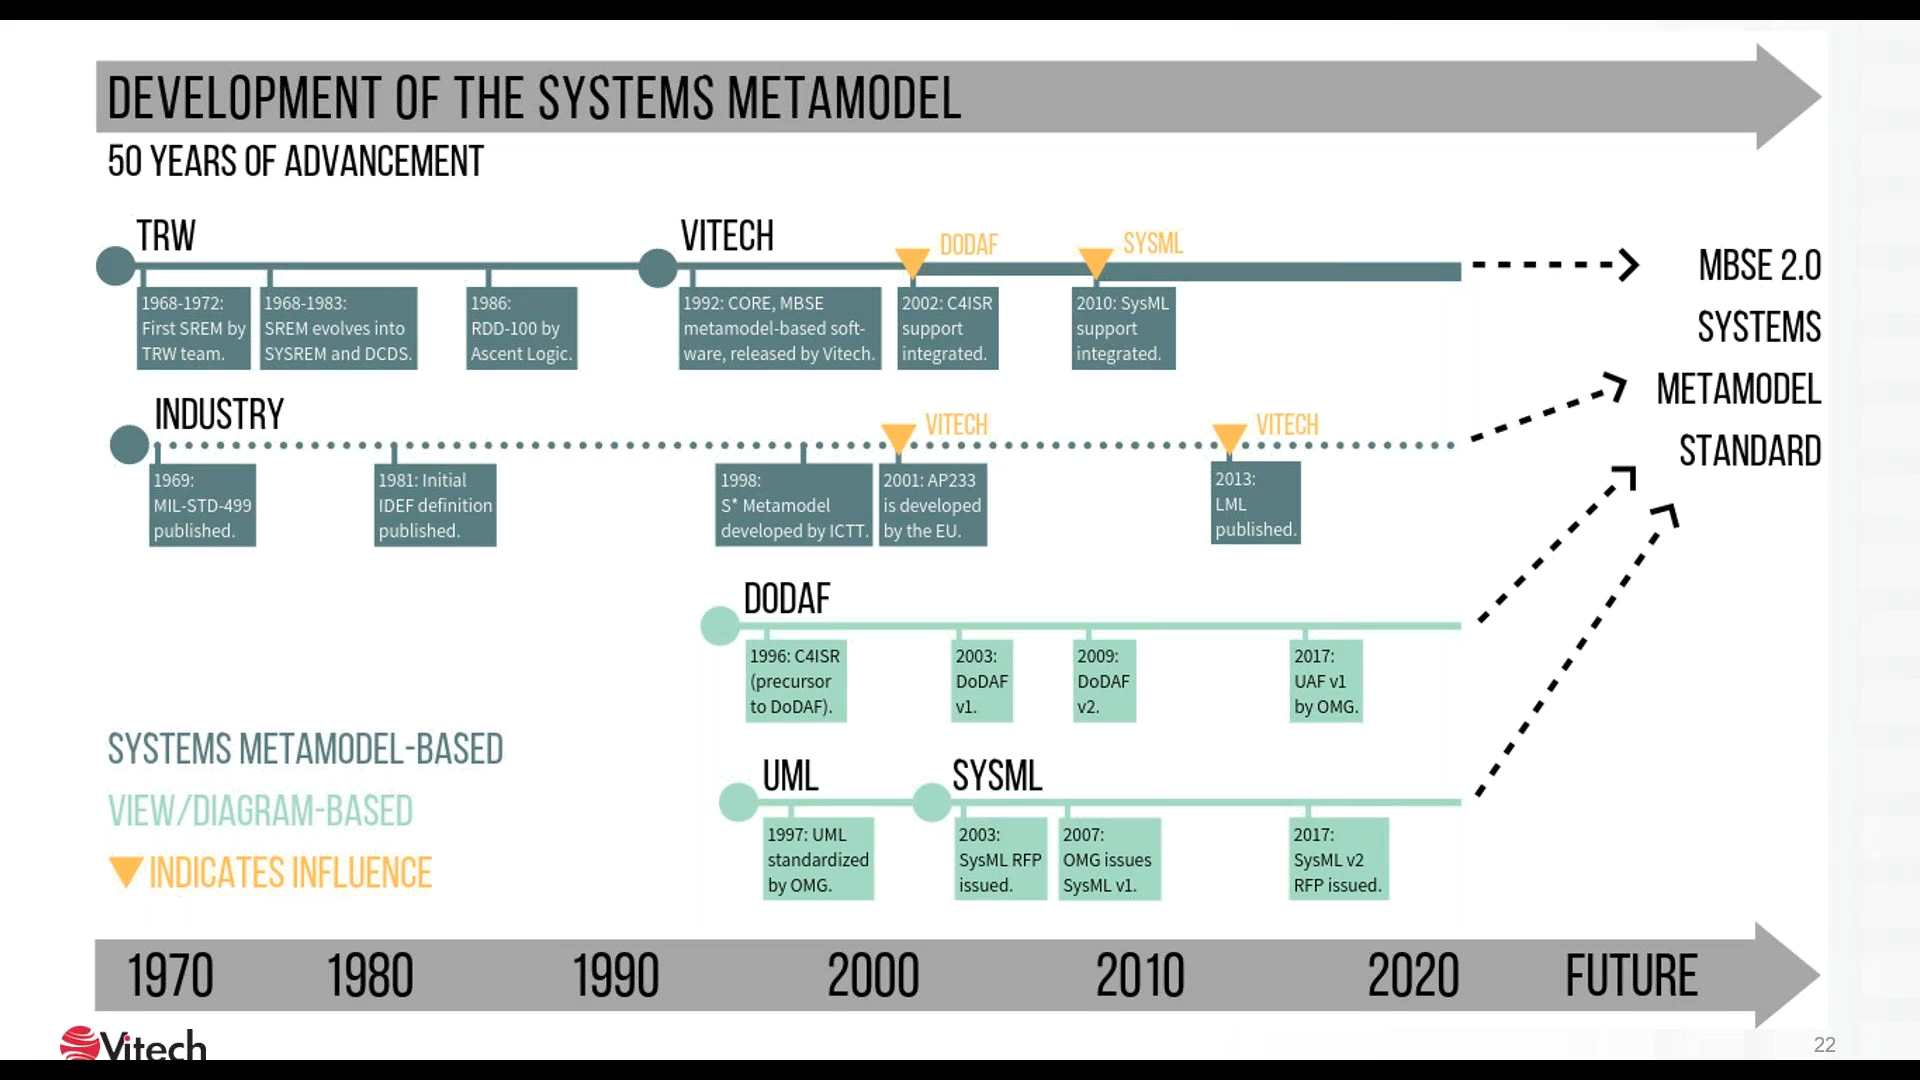 DEVELOPMENT OF THE SYSTEMS METAMODEL
50 YEARS OF ADVANCEMENT
TRW
VITECH
DODAF
SYSML
1968-1972:
First SREM by
TRW team.
1968-1983:
SREM evolves into
SYSREM and DCDS.
1986:
RDD-100 by
Ascent Logic.
1992: CORE, MBSE
metamodel-based soft-
ware, released by Vitech.
2002: C4ISR
support
integrated.
2010: SysML
support
integrated.
MBSE 2.0
SYSTEMS
METAMODEL
STANDARD
INDUSTRY
VITECH
VITECH
1969:
MIL-STD-499
published.
1981: Initial
IDEF definition
published.
1998:
S* Metamodel
developed by ICTT.
2001: AP233
is developed
by the EU.
2013:
LML
published.
DODAF
1996: C4ISR
(precursor
to DoDAF).
2003:
DoDAF
v1.
2009:
DoDAF
v2.
2017:
UAF v1
by OMG.
UML
SYSML
1997: UML
standardized
by OMG.
2003:
SysML RFP
issued.
2007:
OMG issues
SysML v1.
2017:
SysML v2
RFP issued.
SYSTEMS METAMODEL-BASED
VIEW/DIAGRAM-BASED
INDICATES INFLUENCE
1970 1980 1990 2000 2010 2020 FUTURE
Vitech
22